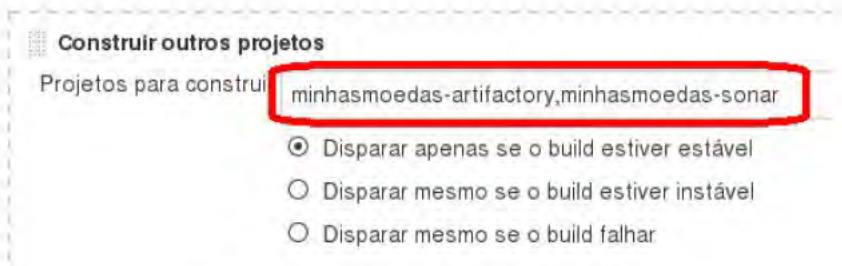 Construir outros projetos
Projetos para construi minhasmoedas-artifactory,minhasmoedas-sonar
Disparar apenas se o build estiver estável
Disparar mesmo se o build estiver instável
Disparar mesmo se o build falhar